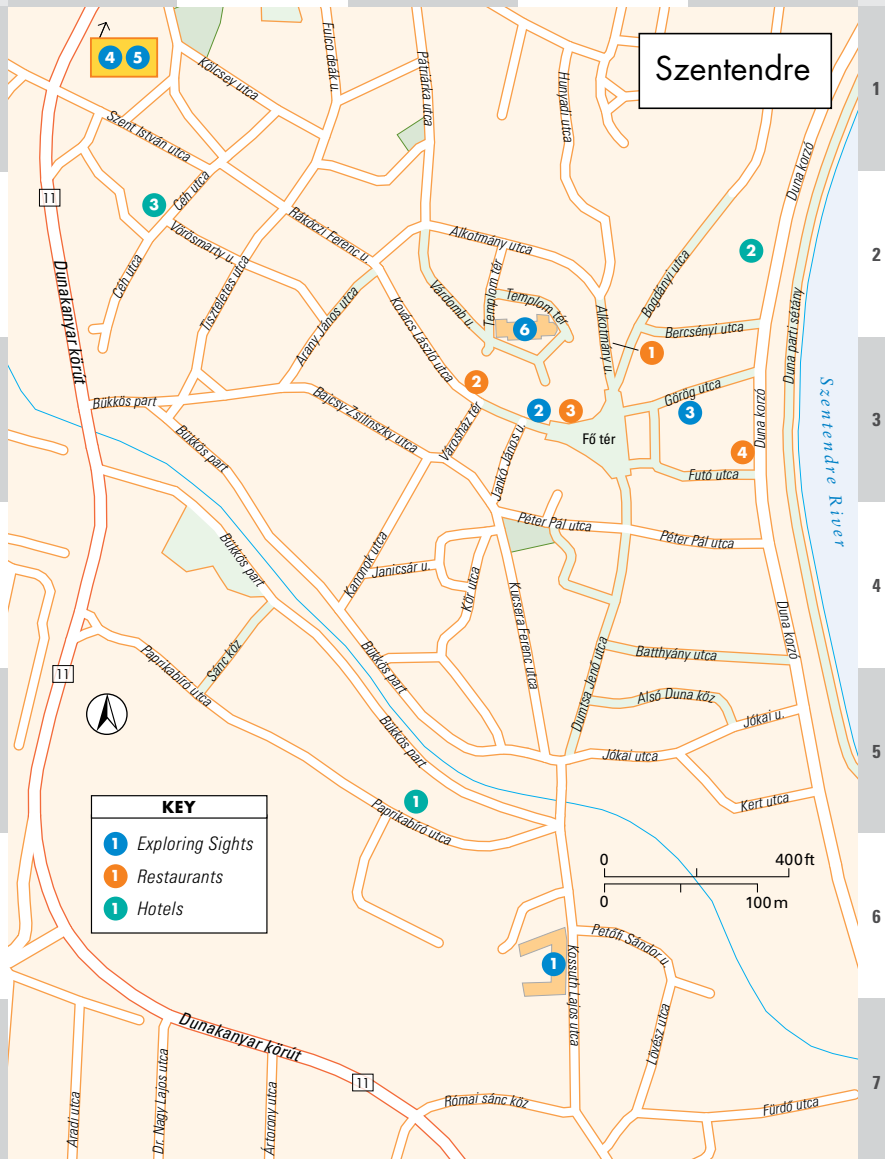 Szentendre
1
2
3
4
5
6
7
4
5
Kölcsey utca
Fulco deák u.
Patriárka utca
Hunyadi utca
Szent István utca
Duna korzó
11
3
Céh utca
Vörösmarty u.
Céh utca
Tiszteletes utca
Rákóczi Ferenc u.
Alkotmány utca
Bogdányi utca
2
Dunakanyar körút
Várdomb u.
Templom tér
Templom tér
6
Arany János utca
Kovács László utca
Alkotmány u.
Bercsényi utca
1
Duna parti sétány
2
Görög utca
3
Bükkös part
Bajcsy-Zsilinszky utca
Városház tér
2
3
Fő tér
Duna korzó
4
Szentendre River
Bükkös part
Jankó János u.
Futó utca
Péter Pál utca
Péter Pál utca
Bükkös part
Kanonok utca
Janicsár u.
Kör utca
Kucsera Ferenc utca
Duna korzó
Batthyány utca
Dumtsa Jenő utca
Sánc köz
Paprikabíró utca
Bükkös part
11
Alsó Duna köz
Jókai u.
Bükkös part
Jókai utca
Kert utca
1
Paprikabíró utca
KEY
1 Exploring Sights
1 Restaurants
1 Hotels
0 400 ft
0 100 m
Petőfi Sándor u.
1
Kossuth Lajos utca
Lövész utca
Dunakanyar körút
11
Aradi utca
Dr. Nagy Lajos utca
Ártorony utca
Római sánc köz
Fürdő utca